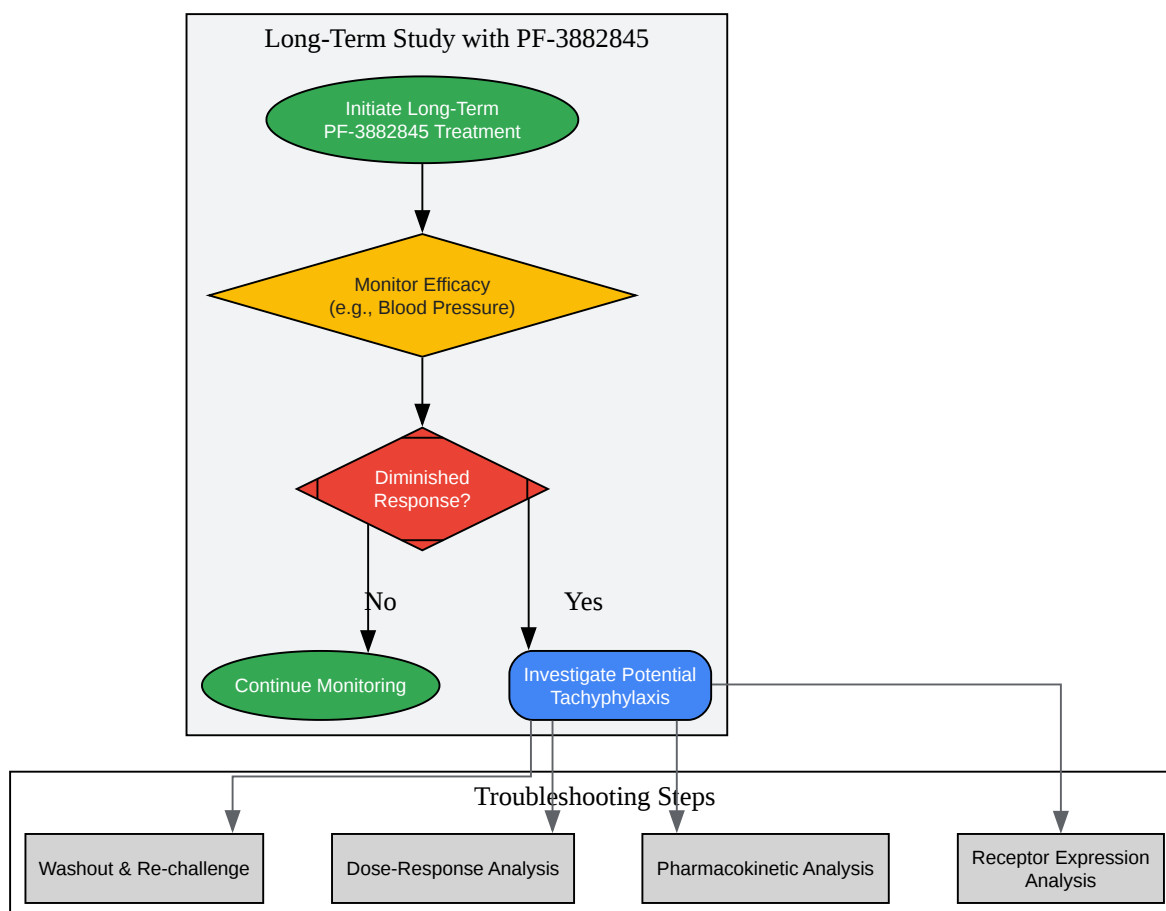 Long-Term Study with PF-3882845
Initiate Long-Term
PF-3882845 Treatment
Monitor Efficacy
(e.g., Blood Pressure)
Diminished
Response?
No
Yes
Continue Monitoring
Investigate Potential
Tachyphylaxis
Troubleshooting Steps
Washout & Re-challenge
Dose-Response Analysis
Pharmacokinetic Analysis
Receptor Expression
Analysis